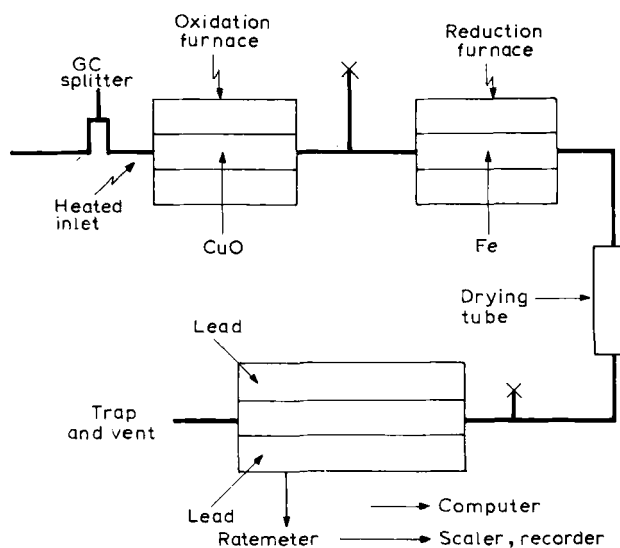 Oxidation
furnace
Reduction
furnace
GC
splitter
Heated
inlet
CuO
Fe
Drying
tube
Lead
Trap
and vent
Lead
Computer
Ratemeter
Scaler, recorder